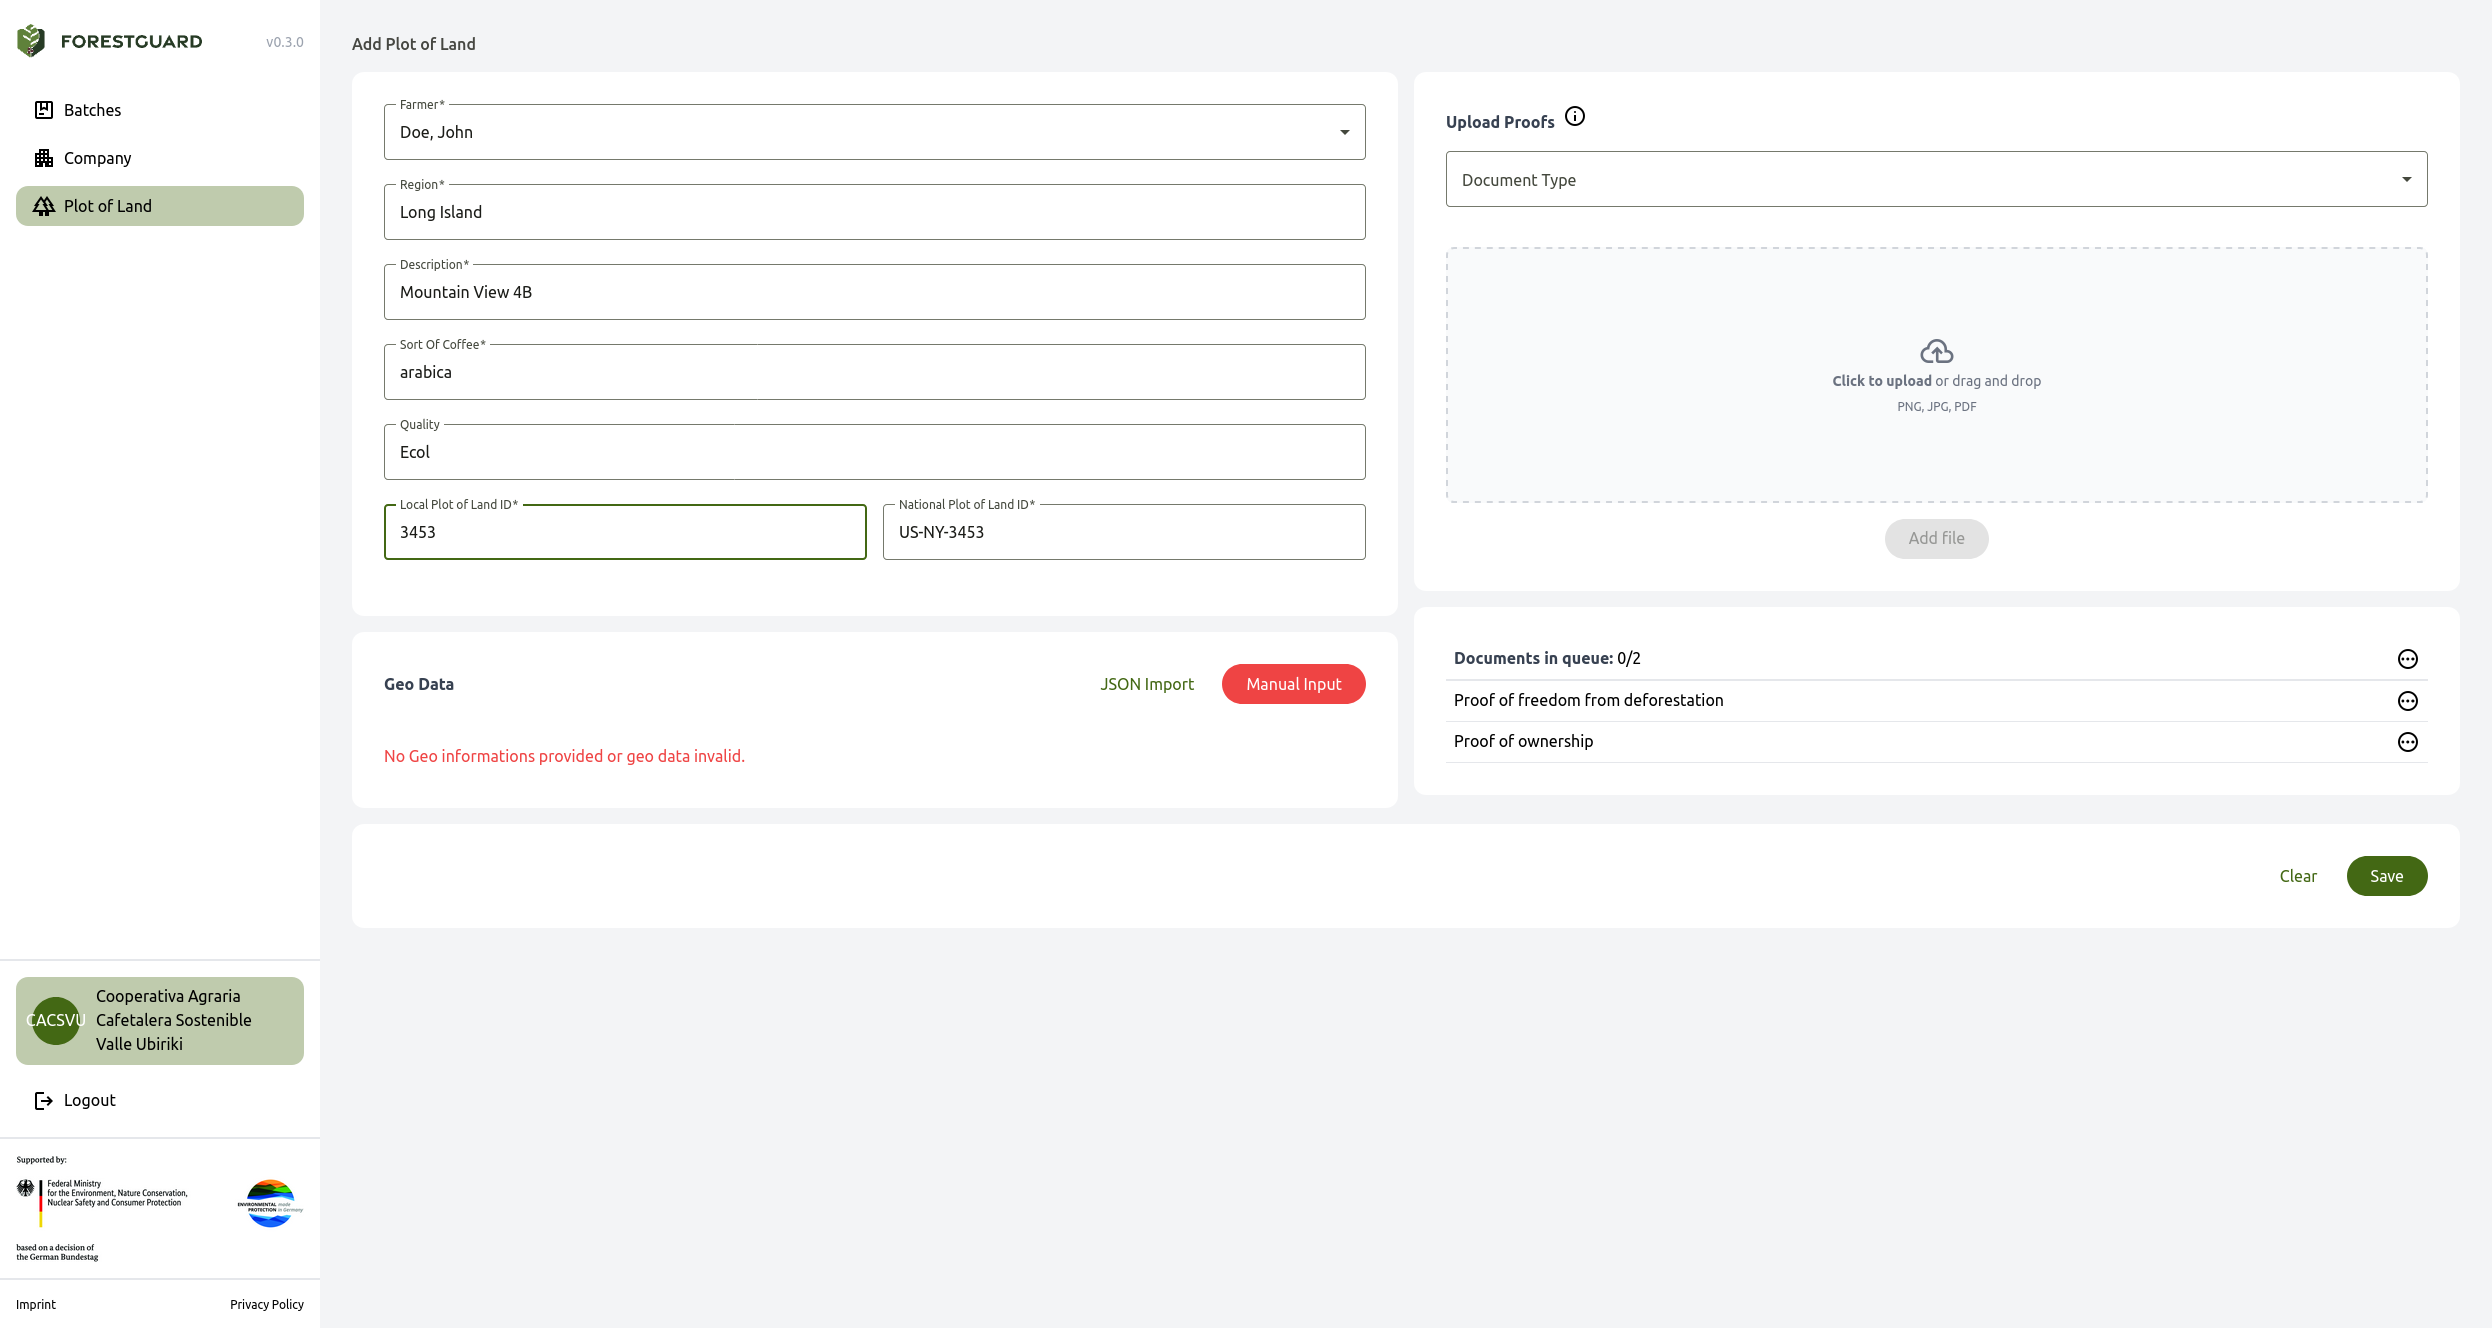 FORESTGUARD
v0.3.0
Batches
Company
Plot of Land
Cooperativa Agraria
Cafetalera Sostenible
Valle Ubiriki
CACSVU
Logout
Supported by:
Federal Ministry
for the Environment, Nature Conservation,
Nuclear Safety and Consumer Protection
ENVIRONMENTAL made
PROTECTION in Germany
based on a decision of
the German Bundestag
Imprint
Privacy Policy
Add Plot of Land
Farmer*
Doe, John
Region*
Long Island
Description*
Mountain View 4B
Sort Of Coffee*
arabica
Quality
Ecol
Local Plot of Land ID*
3453
National Plot of Land ID*
US-NY-3453
Geo Data
JSON Import
Manual Input
No Geo informations provided or geo data invalid.
Upload Proofs
Document Type
Click to upload or drag and drop
PNG, JPG, PDF
Add file
Documents in queue: 0/2
Proof of freedom from deforestation
Proof of ownership
Clear
Save